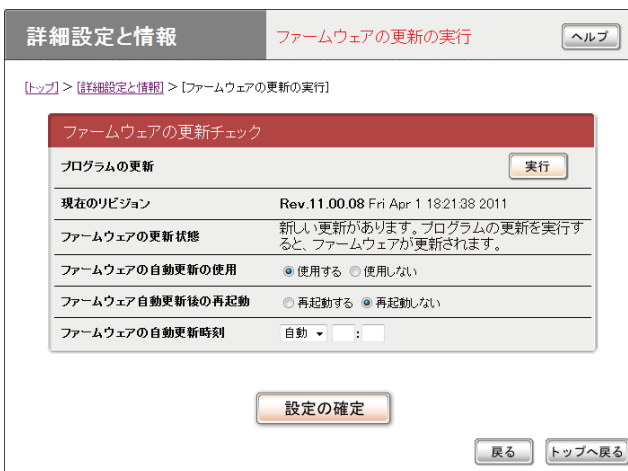 詳細設定と情報 ファームウェアの更新の実行 ヘルプ
[トップ] > [詳細設定と情報] > [ファームウェアの更新の実行]
ファームウェアの更新チェック
プログラムの更新 実行
現在のリビジョン Rev.11.00.08 Fri Apr 1 18:21:38 2011
ファームウェアの更新状態 新しい更新があります。プログラムの更新を実行す
ると、ファームウェアが更新されます。
ファームウェアの自動更新の使用 使用する 使用しない
ファームウェア自動更新後の再起動 再起動する 再起動しない
ファームウェアの自動更新時刻 自動 :
設定の確定
戻る トップへ戻る